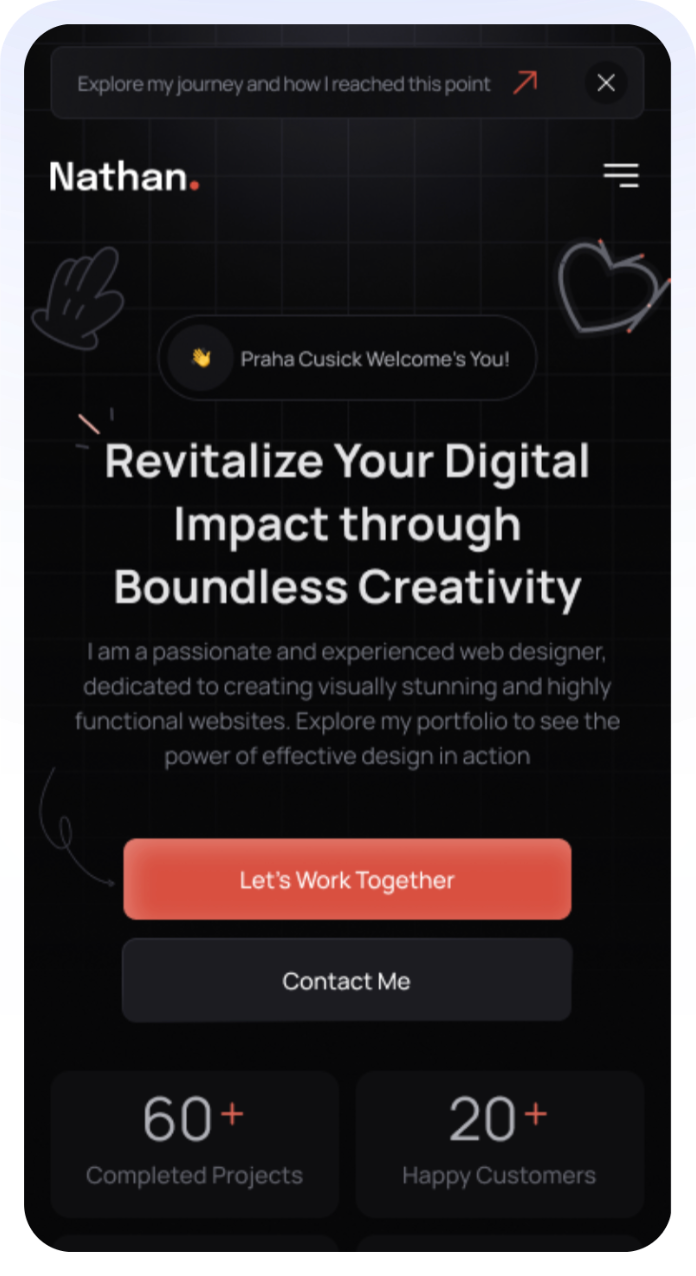 Explore my journey and how I reached this point
Nathan.
Praha Cusick Welcome's You!
Revitalize Your Digital
Impact through
Boundless Creativity
I am a passionate and experienced web designer,
dedicated to creating visually stunning and highly
functional websites. Explore my portfolio to see the
power of effective design in action
Let's Work Together
Contact Me
60+ 20+
Completed Projects Happy Customers